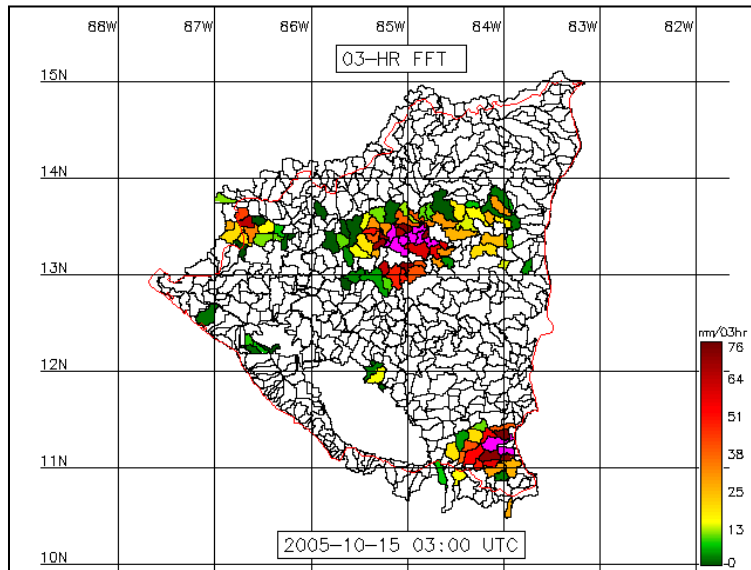 88W 87W 86W 85W 84W 83W 82W
03-HR FFT
15N
14N
13N
12N
11N
10N
mm/03hr
76
64
51
38
25
13
0
2005-10-15 03:00 UTC